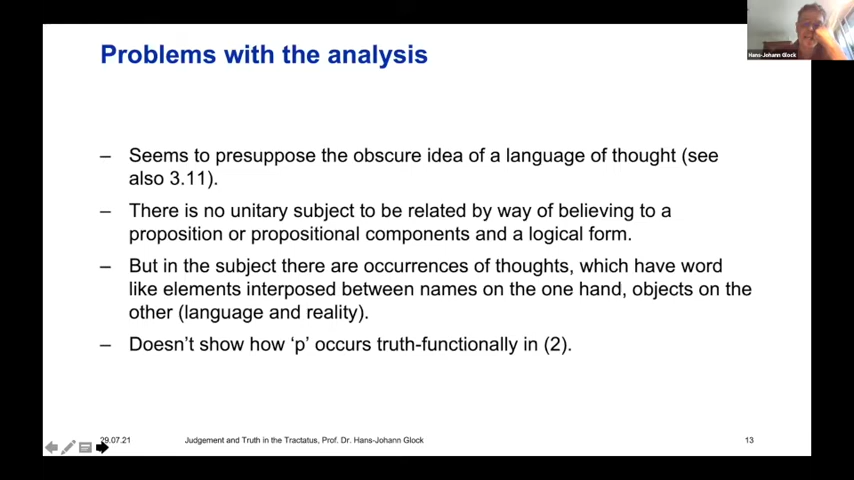 Problems with the analysis
Hans-Johann Glock
– Seems to presuppose the obscure idea of a language of thought (see
also 3.11).
– There is no unitary subject to be related by way of believing to a
proposition or propositional components and a logical form.
– But in the subject there are occurrences of thoughts, which have word
like elements interposed between names on the one hand, objects on the
other (language and reality).
– Doesn't show how ‘p’ occurs truth-functionally in (2).
29.07.21
Judgement and Truth in the Tractatus, Prof. Dr. Hans-Johann Glock
13